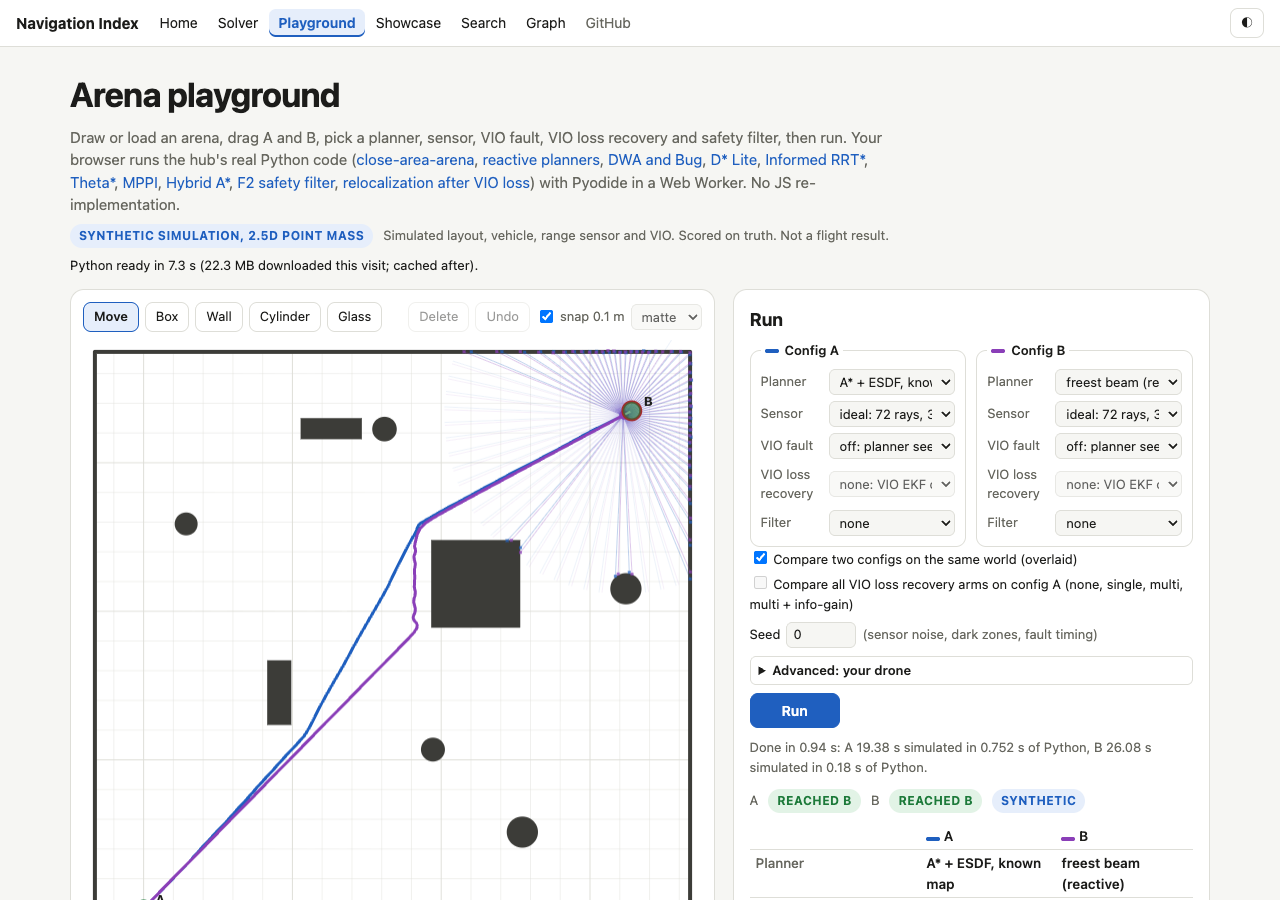 Navigation Index Home Solver Playground Showcase Search Graph GitHub
Arena playground
Draw or load an arena, drag A and B, pick a planner, sensor, VIO fault, VIO loss recovery and safety filter, then run. Your
browser runs the hub's real Python code (close-area-arena, reactive planners, DWA and Bug, D* Lite, Informed RRT*,
Theta*, MPPI, Hybrid A*, F2 safety filter, relocalization after VIO loss) with Pyodide in a Web Worker. No JS re-
implementation.
SYNTHETIC SIMULATION, 2.5D POINT MASS Simulated layout, vehicle, range sensor and VIO. Scored on truth. Not a flight result.
Python ready in 7.3 s (22.3 MB downloaded this visit; cached after).
Move Box Wall Cylinder Glass Delete Undo snap 0.1 m matte
B
A
Run
Config A
Planner A* + ESDF, know
Sensor ideal: 72 rays, 3
VIO fault off: planner see
VIO loss recovery none: VIO EKF
Filter none
Config B
Planner freest beam (re
Sensor ideal: 72 rays, 3
VIO fault off: planner see
VIO loss recovery none: VIO EKF
Filter none
Compare two configs on the same world (overlaid)
Compare all VIO loss recovery arms on config A (none, single, multi,
multi + info-gain)
Seed 0 (sensor noise, dark zones, fault timing)
Advanced: your drone
Run
Done in 0.94 s: A 19.38 s simulated in 0.752 s of Python, B 26.08 s
simulated in 0.18 s of Python.
A REACHED B B REACHED B SYNTHETIC
A B
Planner A* + ESDF, known map freest beam (reactive)